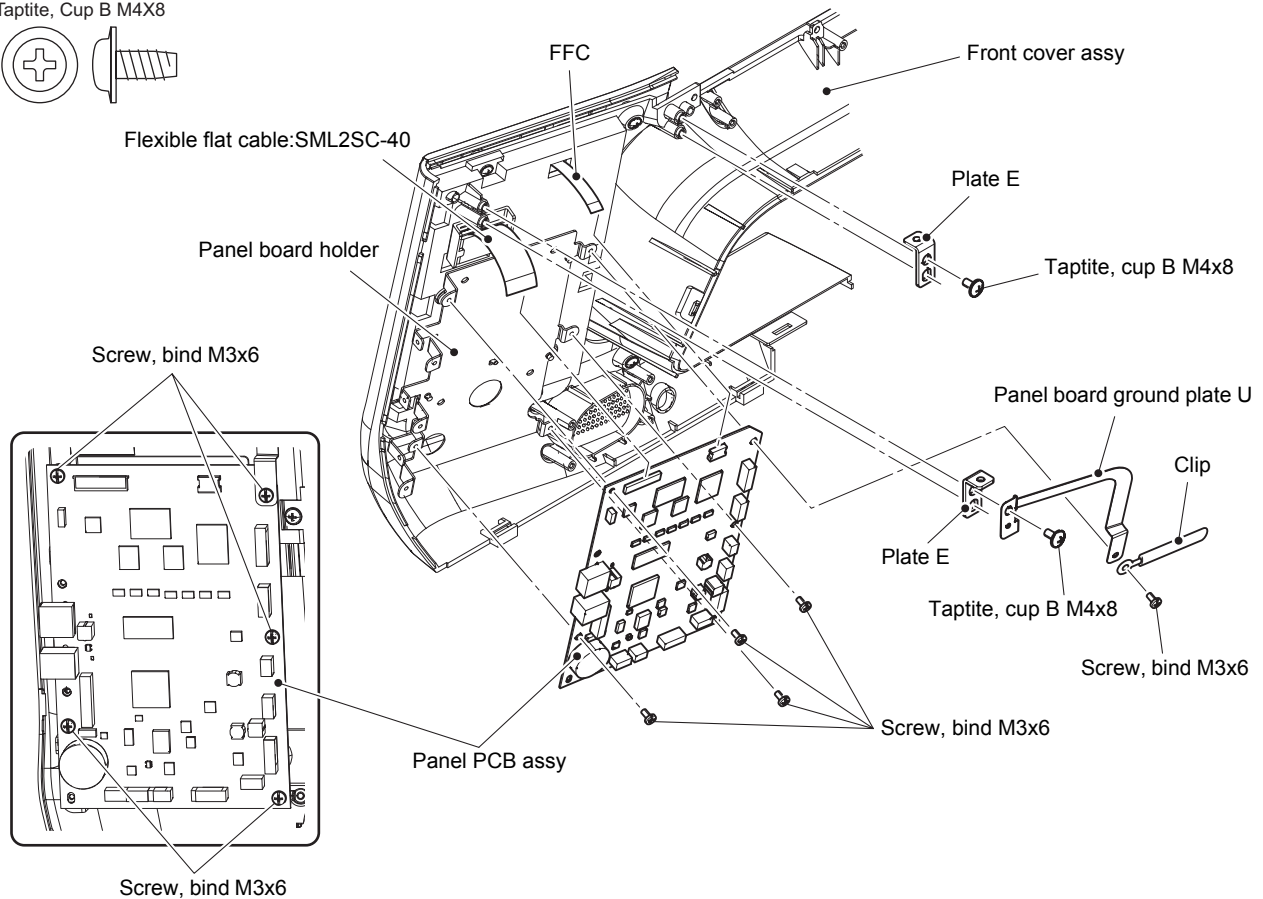 Taptite, Cup B M4X8
FFC
Front cover assy
Flexible flat cable:SML2SC-40
Plate E
Panel board holder
Taptite, cup B M4x8
Screw, bind M3x6
Panel board ground plate U
Clip
Plate E
Taptite, cup B M4x8
Screw, bind M3x6
Screw, bind M3x6
Panel PCB assy
Screw, bind M3x6